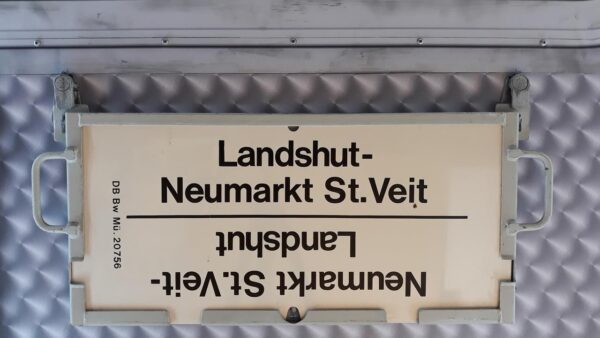 Landshut-
Neumarkt St.Veit
Neumarkt St.Veit-
Landshut
DB Bw Mü. 20756